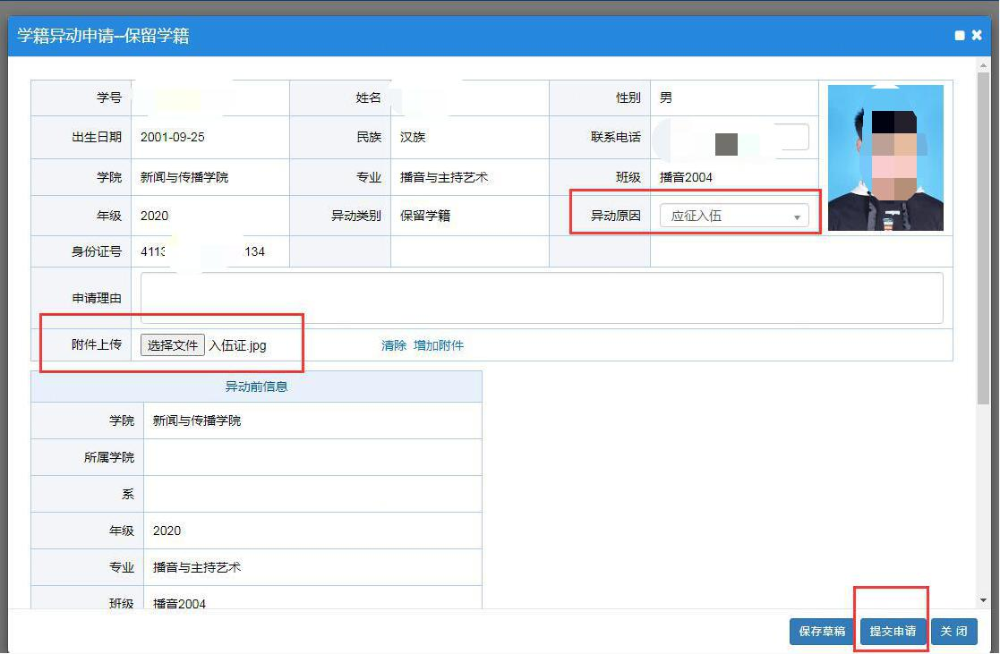 学籍异动申请--保留学籍
学号 姓名 性别 男
出生日期 2001-09-25 民族 汉族 联系电话
学院 新闻与传播学院 专业 播音与主持艺术 班级 播音2004
年级 2020 异动类别 保留学籍 异动原因 应征入伍
身份证号 4113 134
申请理由
附件上传 选择文件 入伍证.jpg 清除 增加附件
异动前信息
学院 新闻与传播学院
所属学院
系
年级 2020
专业 播音与主持艺术
班级 播音2004
保存草稿 提交申请 关 闭